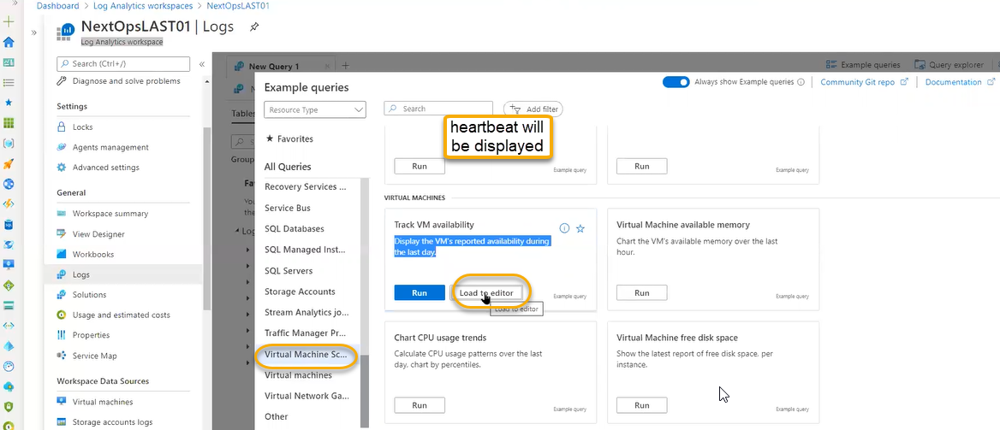 Dashboard > Log Analytics workspaces > NextOpsLAST01
NextOpsLAST01 | Logs
Log Analytics workspace
Search (Ctrl+/)
Diagnose and solve problems
Settings
Locks
Agents management
Advanced settings
General
Workspace summary
View Designer
Workbooks
Logs
Solutions
Usage and estimated costs
Properties
Service Map
Workspace Data Sources
Virtual machines
Storage accounts logs
New Query 1
Example queries
Query explorer
Tables
Group
Fa
You
the
Lo
Example queries
Always show Example queries
Community Git repo
Documentation
Resource Type
Search
Add filter
heartbeat will
be displayed
Favorites
All Queries
Recovery Services ...
Service Bus
SQL Databases
SQL Managed Inst...
SQL Servers
Storage Accounts
Stream Analytics jo...
Traffic Manager Pr...
Virtual Machine Sc...
Virtual machines
Virtual Network Ga...
Other
Run
Example query
Run
Example query
VIRTUAL MACHINES
Track VM availability
Display the VM's reported availability during
the last day.
Run
Load to editor
Example query
Load to editor
Virtual Machine available memory
Chart the VM's available memory over the last
hour.
Run
Example query
Chart CPU usage trends
Calculate CPU usage patterns over the last
day, chart by percentiles.
Run
Example query
Virtual Machine free disk space
Show the latest report of free disk space, per
instance.
Run
Example query